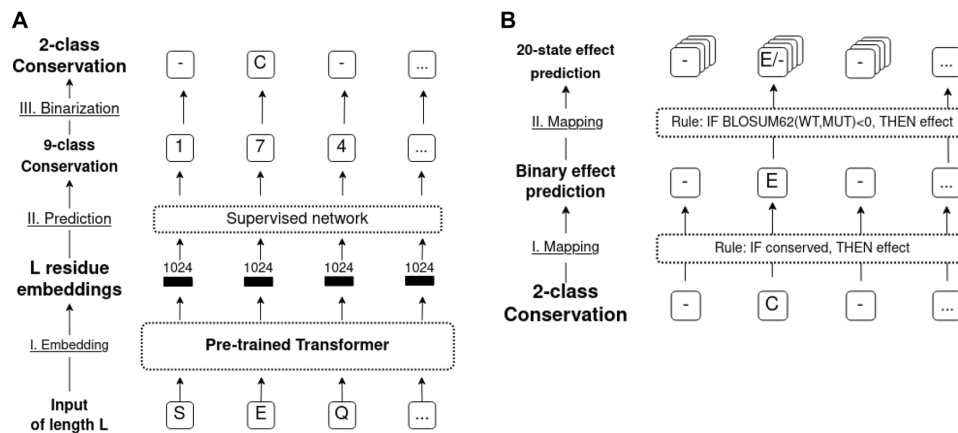 A
2-class
Conservation
- C - ...
III. Binarization
9-class
Conservation
1 7 4 ...
II. Prediction
Supervised network
L residue
embeddings
1024 1024 1024 1024
I. Embedding
Pre-trained Transformer
Input
of length L
S E Q ...
B
20-state effect
prediction
- E/- - ...
II. Mapping
Rule: IF BLOSUM62(WT,MUT)<0, THEN effect
Binary effect
prediction
- E - ...
I. Mapping
Rule: IF conserved, THEN effect
2-class
Conservation
- C - ...